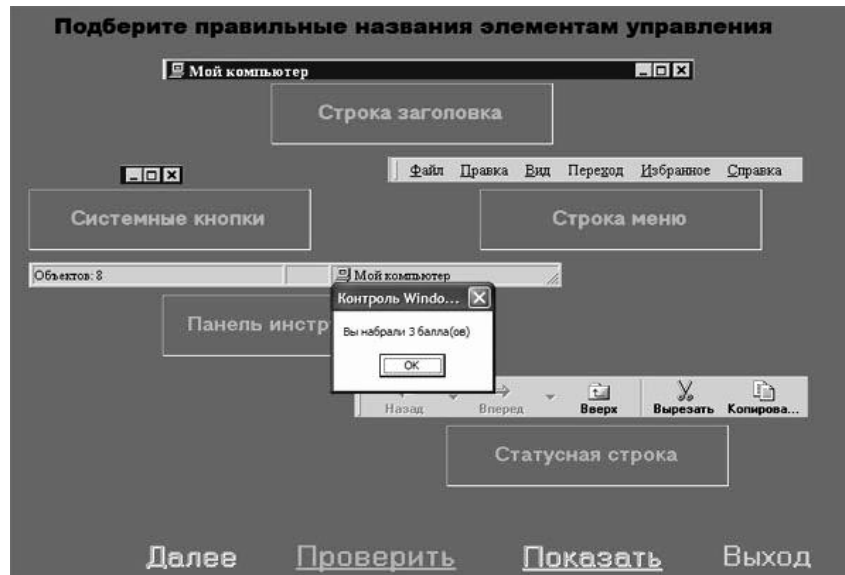 Подберите правильные названия элементам управления
Мой компьютер
Строка заголовка
Файл Правка Вид Переход Избранное Справка
Системные кнопки
Строка меню
Объектов: 8
Мой компьютер
Контроль Windo...
Панель инстр
Вы набрали 3 балла(ов)
OK
Назад Вперед Вверх Вырезать Копирова...
Статусная строка
Далее Проверить Показать Выход